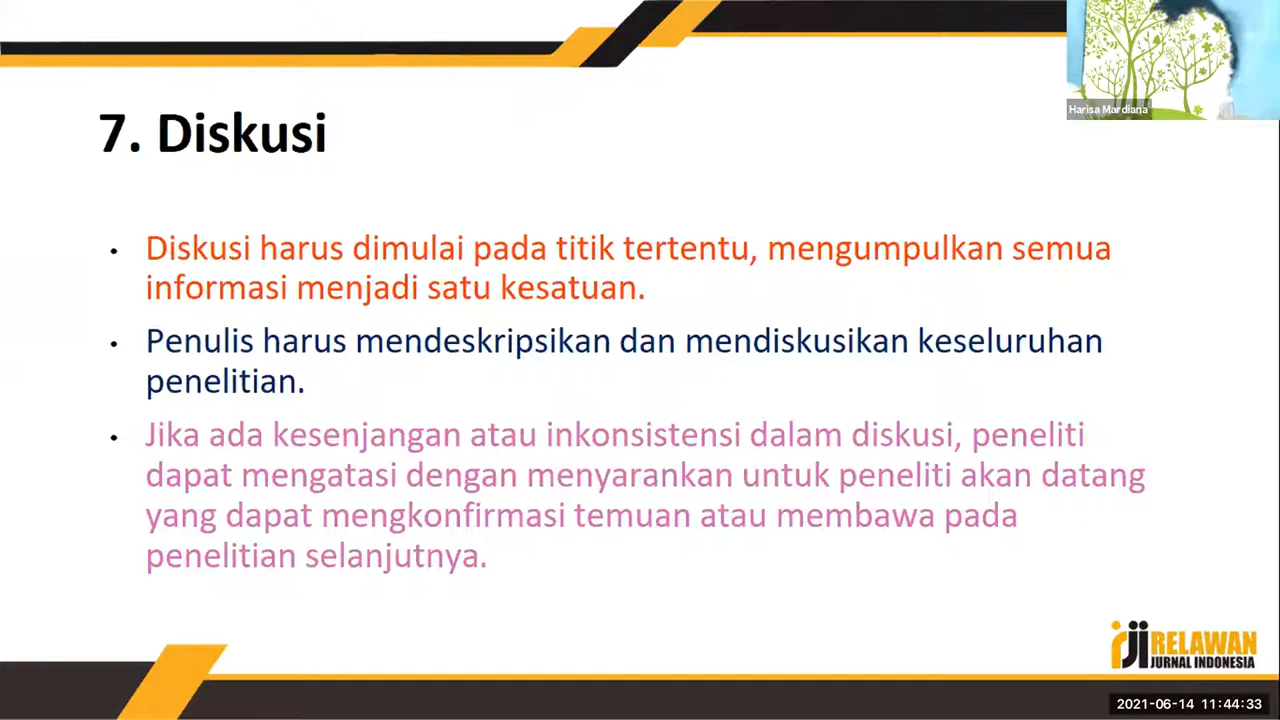 Harisa Mardiana
7. Diskusi
• Diskusi harus dimulai pada titik tertentu, mengumpulkan semua
informasi menjadi satu kesatuan.
• Penulis harus mendeskripsikan dan mendiskusikan keseluruhan
penelitian.
• Jika ada kesenjangan atau inkonsistensi dalam diskusi, peneliti
dapat mengatasi dengan menyarankan untuk peneliti akan datang
yang dapat mengkonfirmasi temuan atau membawa pada
penelitian selanjutnya.
rji RELAWAN
JURNAL INDONESIA
2021-06-14 11:44:33